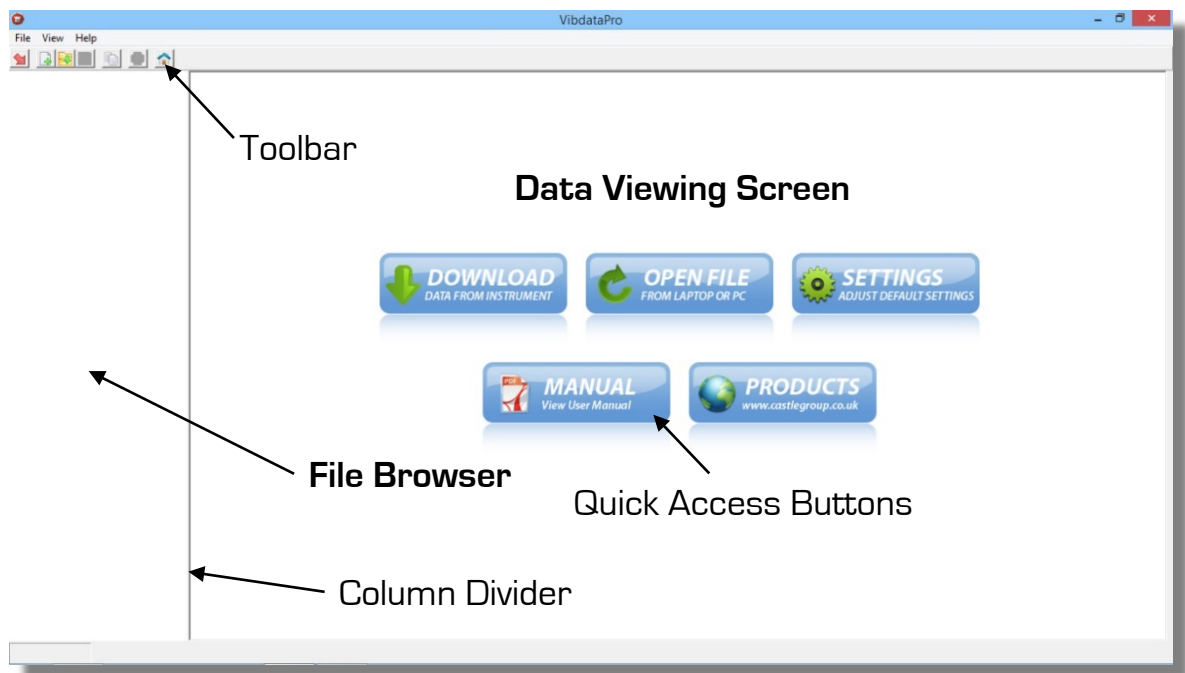 VibdataPro
File View Help
Toolbar
Data Viewing Screen
DOWNLOAD
DATA FROM INSTRUMENT
OPEN FILE
FROM LAPTOP OR PC
SETTINGS
ADJUST DEFAULT SETTINGS
PDF
MANUAL
View User Manual
PRODUCTS
www.castlegroup.co.uk
File Browser
Quick Access Buttons
Column Divider